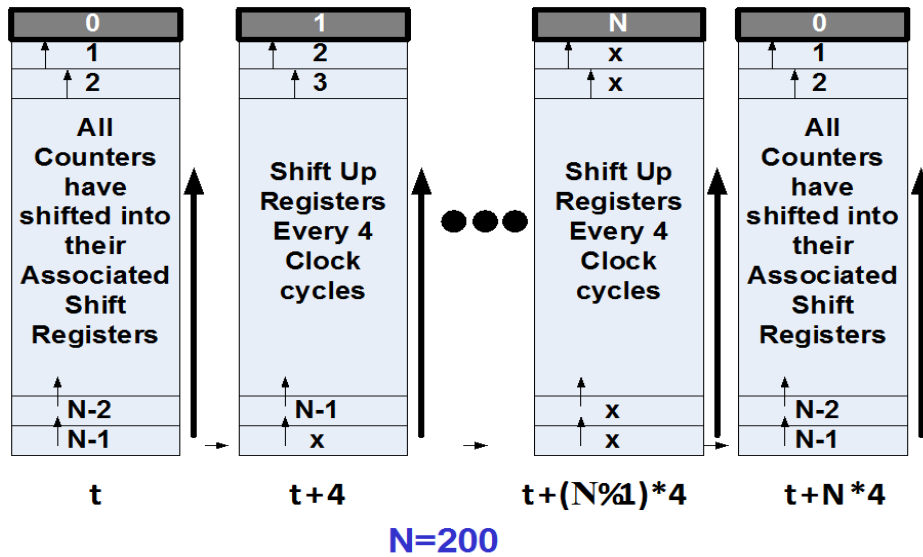 0
1
2
All
Counters
have
shifted into
their
Associated
Shift
Registers
N-2
N-1
t
1
2
3
Shift Up
Registers
Every 4
Clock
cycles
N-1
x
t+4
N
x
x
Shift Up
Registers
Every 4
Clock
cycles
x
x
t+(N%1)*4
0
1
2
All
Counters
have
shifted into
their
Associated
Shift
Registers
N-2
N-1
t+N*4
N=200